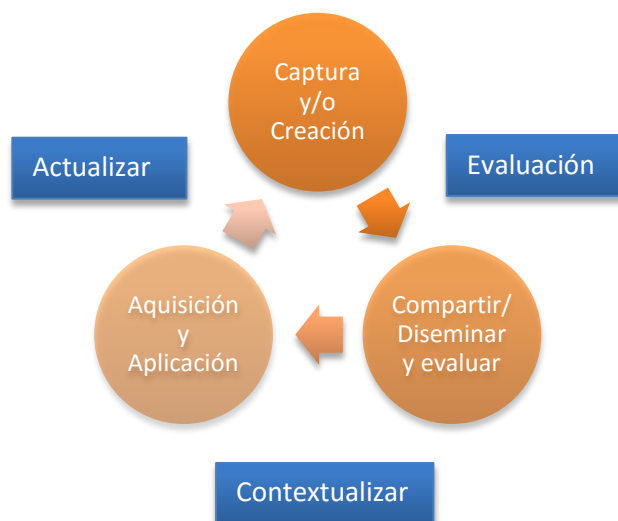 Captura
y/o
Creación
Actualizar
Evaluación
Aquisición
y
Aplicación
Compartir/
Diseminar
y evaluar
Contextualizar